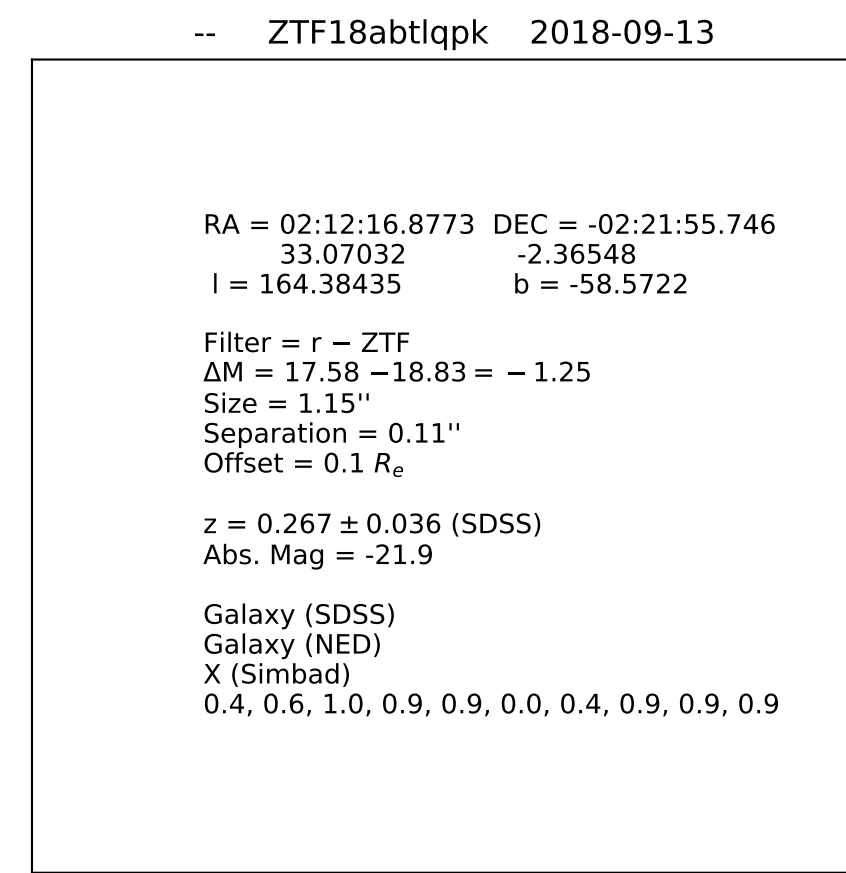 -- ZTF18abtlqpk 2018-09-13
RA = 02:12:16.8773 DEC = -02:21:55.746
33.07032 -2.36548
l = 164.38435 b = -58.5722
Filter = r − ZTF
ΔM = 17.58 −18.83 = − 1.25
Size = 1.15''
Separation = 0.11''
Offset = 0.1 Rₑ
z = 0.267 ± 0.036 (SDSS)
Abs. Mag = -21.9
Galaxy (SDSS)
Galaxy (NED)
X (Simbad)
0.4, 0.6, 1.0, 0.9, 0.9, 0.0, 0.4, 0.9, 0.9, 0.9